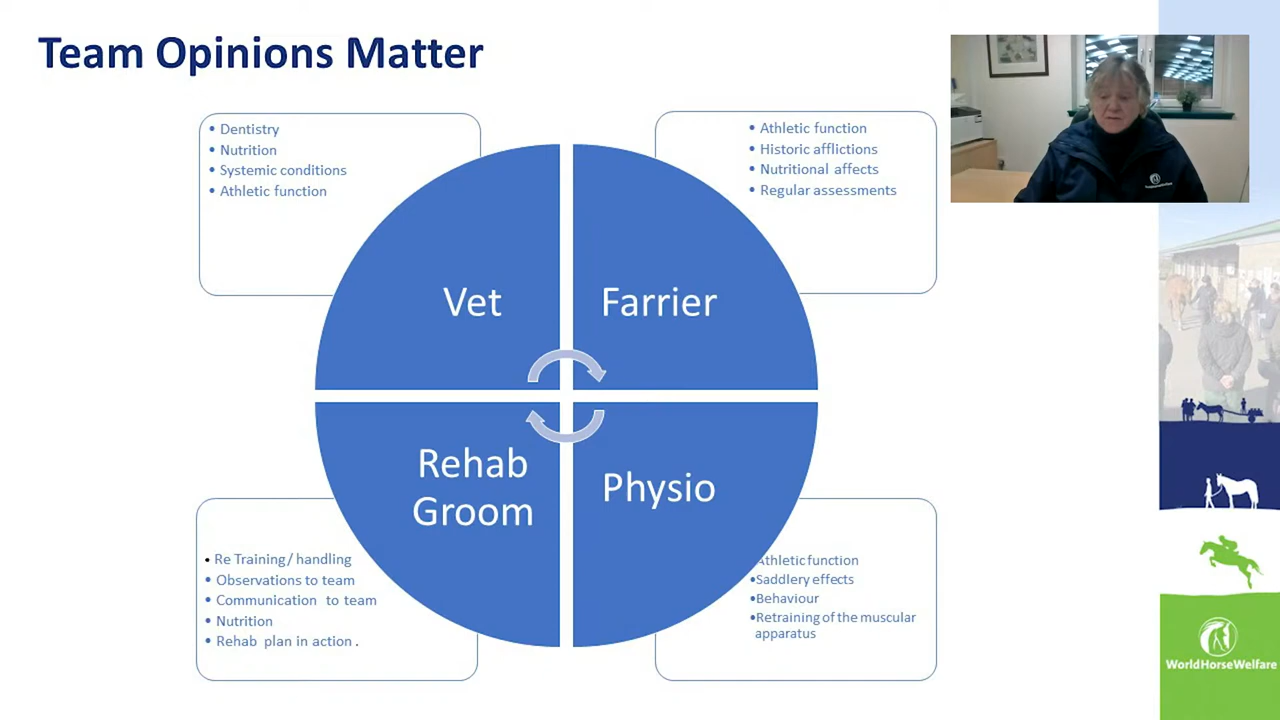 Team Opinions Matter
• Dentistry
• Nutrition
• Systemic conditions
• Athletic function
• Athletic function
• Historic afflictions
• Nutritional affects
• Regular assessments
Vet
Farrier
Rehab
Groom
Physio
• Re Training/ handling
• Observations to team
• Communication to team
• Nutrition
• Rehab plan in action .
Athletic function
•Saddlery effects
•Behaviour
•Retraining of the muscular
apparatus
WorldHorseWelfare